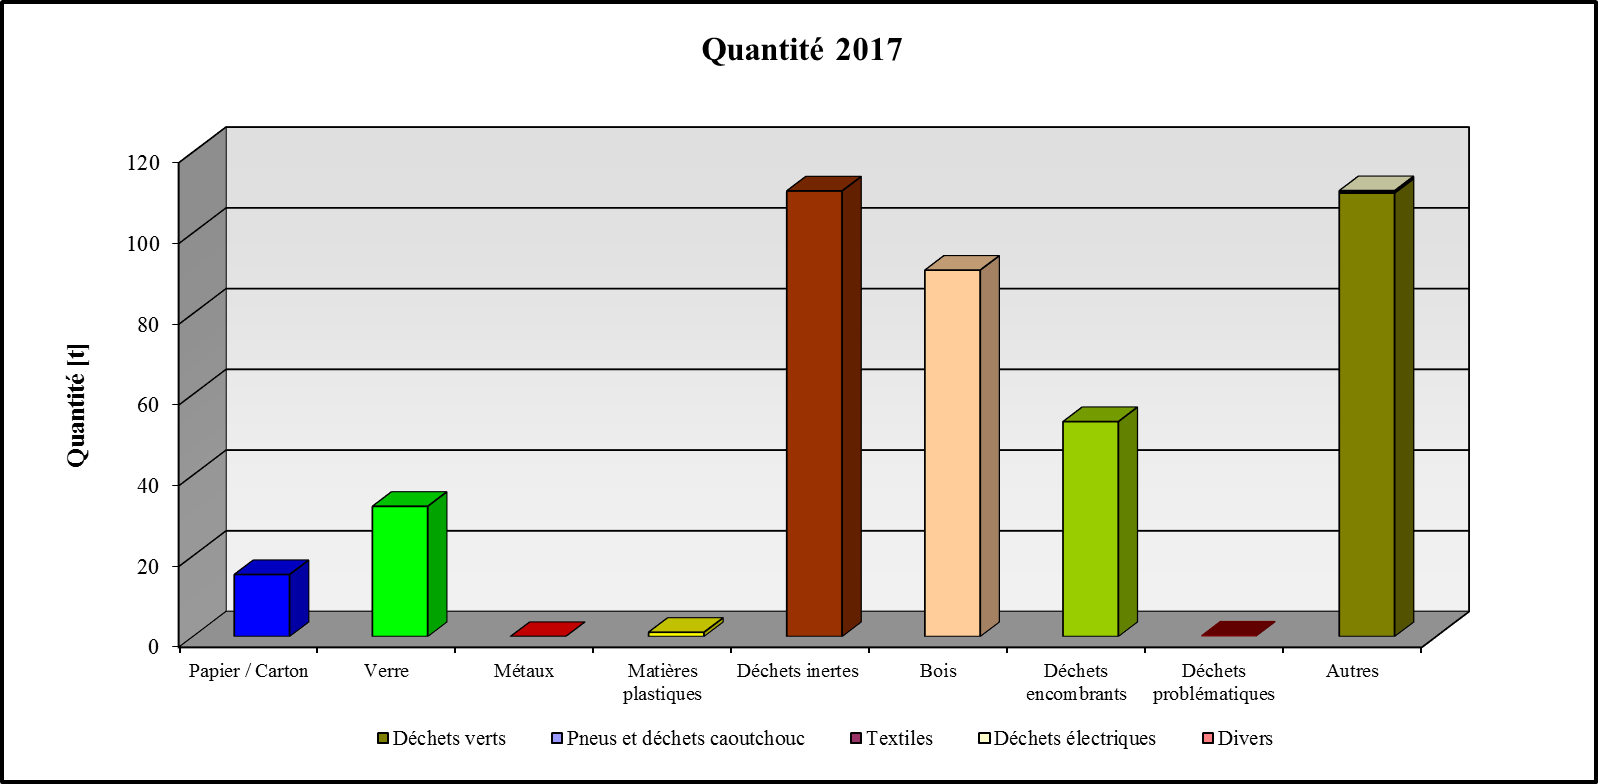 Quantité 2017
Quantité [t]
120
100
80
60
40
20
0
Papier / Carton
Verre
Métaux
Matières
plastiques
Déchets inertes
Bois
Déchets
encombrants
Déchets
problématiques
Autres
Déchets verts
Pneus et déchets caoutchouc
Textiles
Déchets électriques
Divers